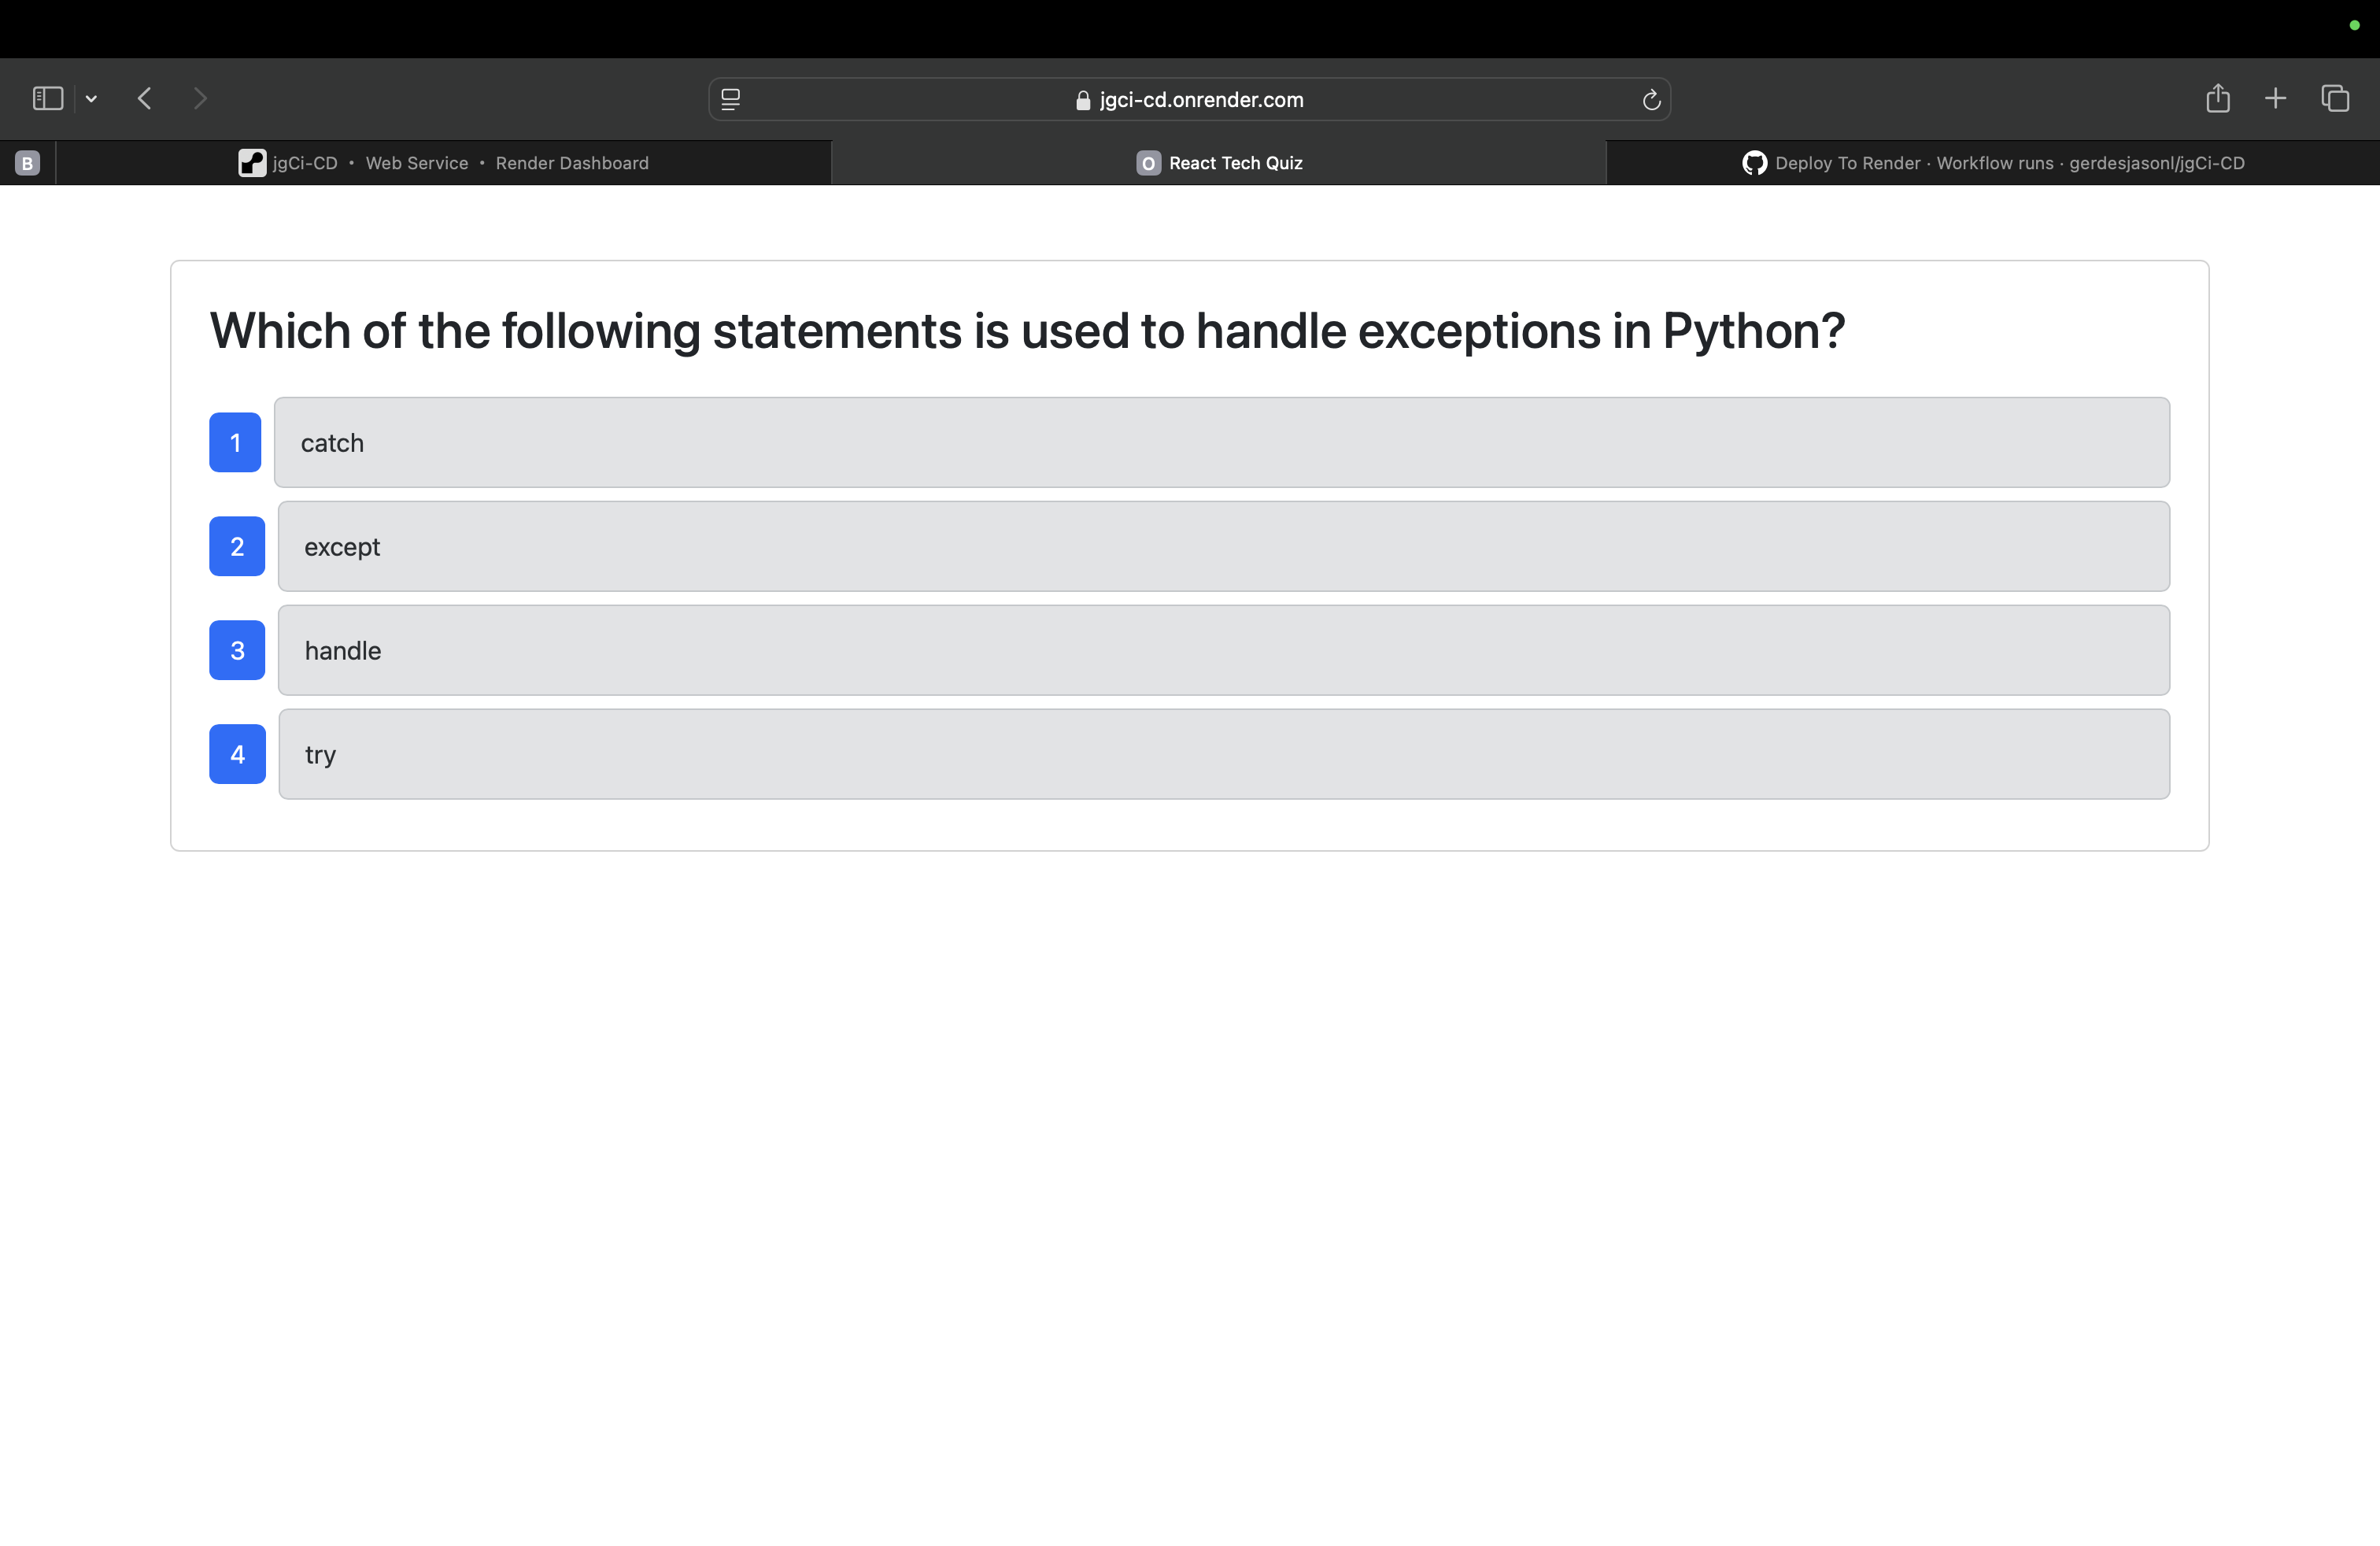 jgci-cd.onrender.com
B
jgCi-CD • Web Service • Render Dashboard
O React Tech Quiz
Deploy To Render · Workflow runs · gerdesjasonl/jgCi-CD
Which of the following statements is used to handle exceptions in Python?
1 catch
2 except
3 handle
4 try